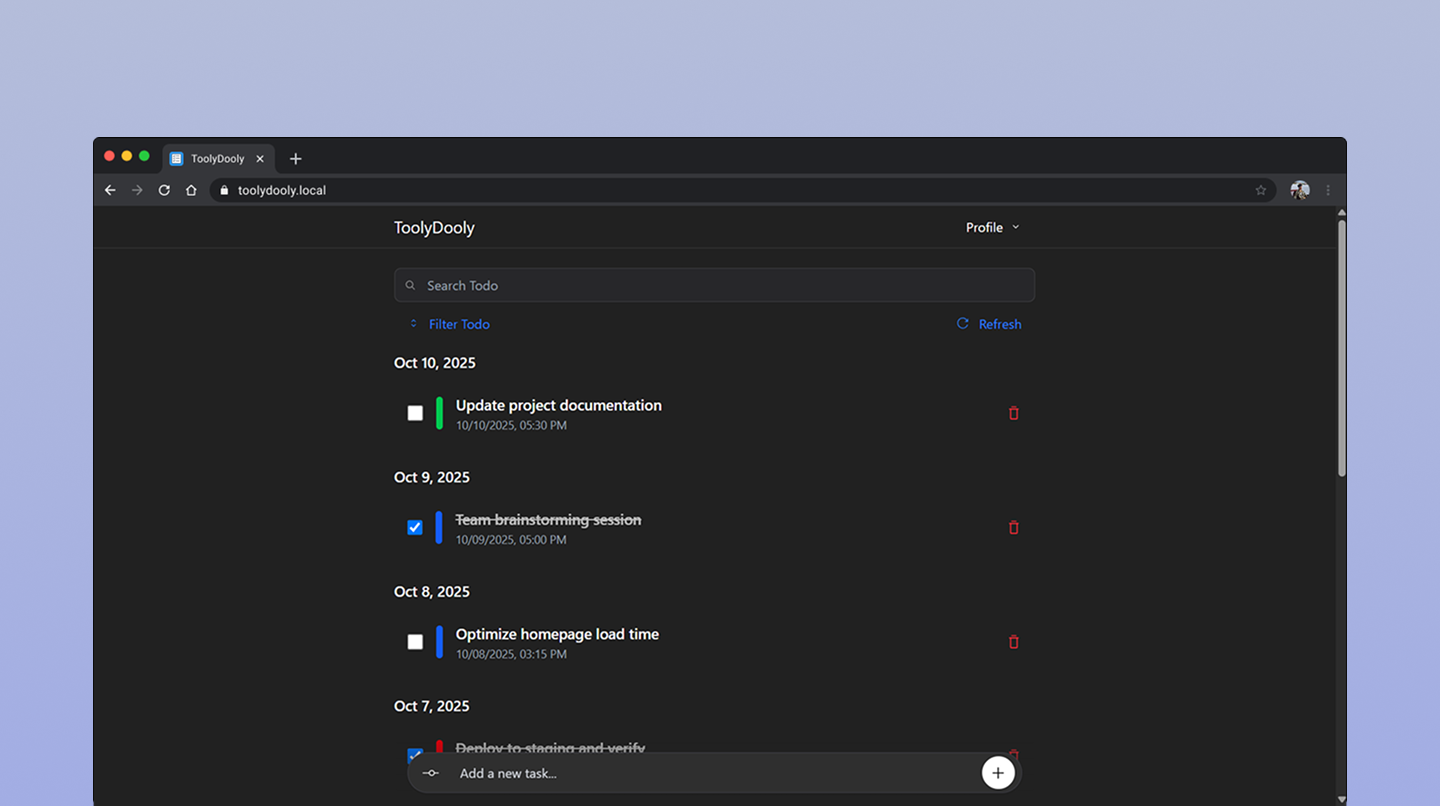 ToolyDooly
toolydooly.local
ToolyDooly
Profile
Search Todo
Filter Todo
Refresh
Oct 10, 2025
Update project documentation
10/10/2025, 05:30 PM
Oct 9, 2025
Team brainstorming session
10/09/2025, 05:00 PM
Oct 8, 2025
Optimize homepage load time
10/08/2025, 03:15 PM
Oct 7, 2025
Deploy to staging and verify
Add a new task...